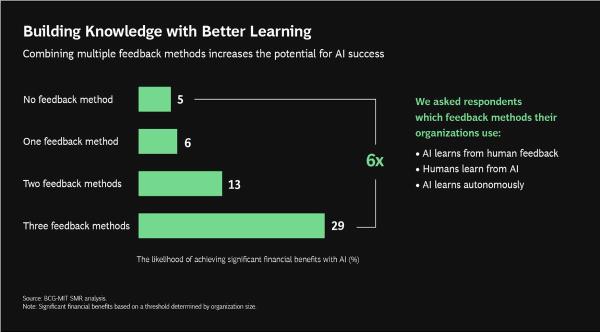 Building Knowledge with Better Learning
Combining multiple feedback methods increases the potential for AI success
No feedback method 5
One feedback method 6
Two feedback methods 13
Three feedback methods 29
6x
The likelihood of achieving significant financial benefits with AI (%)
We asked respondents
which feedback methods their
organizations use:
• AI learns from human feedback
• Humans learn from AI
• AI learns autonomously
Source: BCG-MIT SMR analysis.
Note: Significant financial benefits based on a threshold determined by organization size.